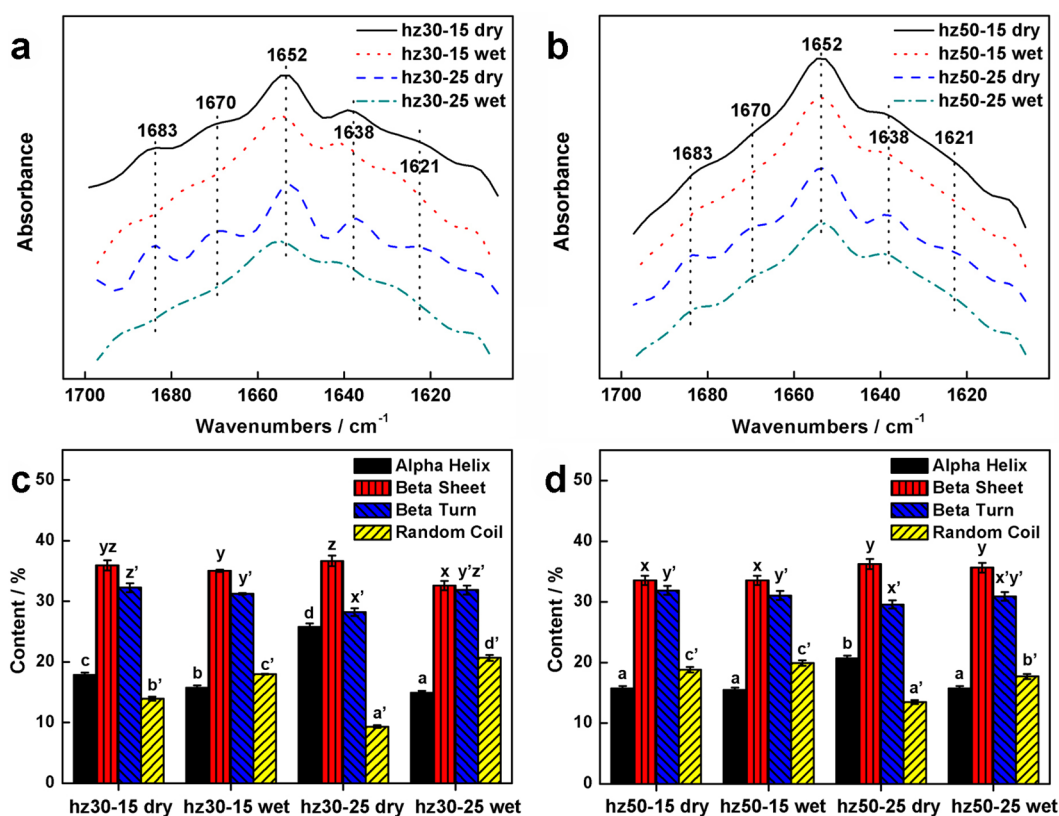 a
hz30-15 dry
hz30-15 wet
hz30-25 dry
hz30-25 wet
1683
1670
1652
1638
1621
Absorbance
1700
1680
1660
1640
1620
Wavenumbers / cm⁻¹
b
hz50-15 dry
hz50-15 wet
hz50-25 dry
hz50-25 wet
1683
1670
1652
1638
1621
Absorbance
1700
1680
1660
1640
1620
Wavenumbers / cm⁻¹
c
Alpha Helix
Beta Sheet
Beta Turn
Random Coil
Content / %
50
40
30
20
10
0
c yz z' b'
b y y' c'
d z x' a'
a x y'z' d'
hz30-15 dry hz30-15 wet hz30-25 dry hz30-25 wet
d
Alpha Helix
Beta Sheet
Beta Turn
Random Coil
Content / %
50
40
30
20
10
0
a x y' c'
a x y' c'
b y x' a'
a y x'y' b'
hz50-15 dry hz50-15 wet hz50-25 dry hz50-25 wet